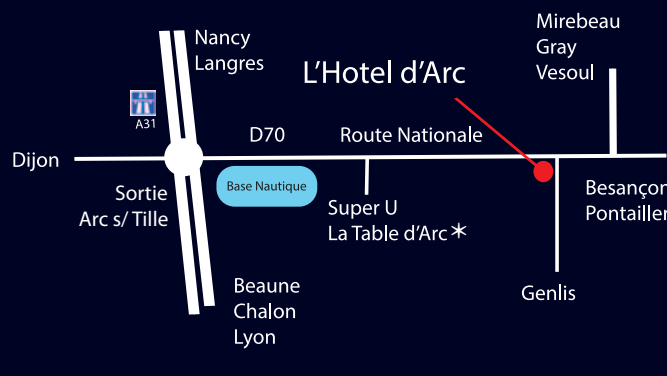 Nancy
Langres
Mirebeau
Gray
Vesoul
L'Hotel d'Arc
A31
D70
Route Nationale
Dijon
Base Nautique
Sortie
Arc s/ Tille
Super U
La Table d'Arc*
Besançon
Pontailler
Beaune
Chalon
Lyon
Genlis